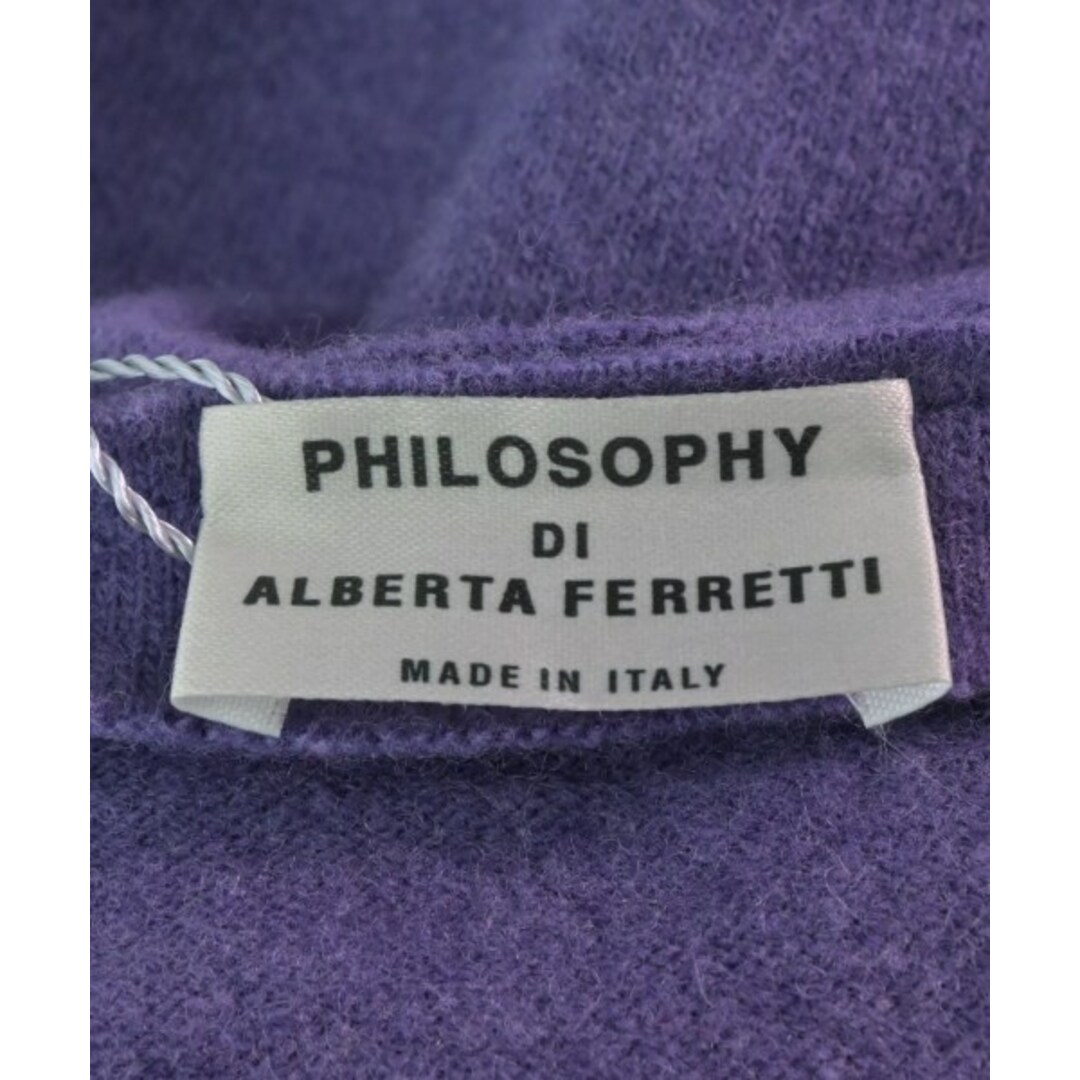 PHILOSOPHY
DI
ALBERTA FERRETTI
MADE IN ITALY